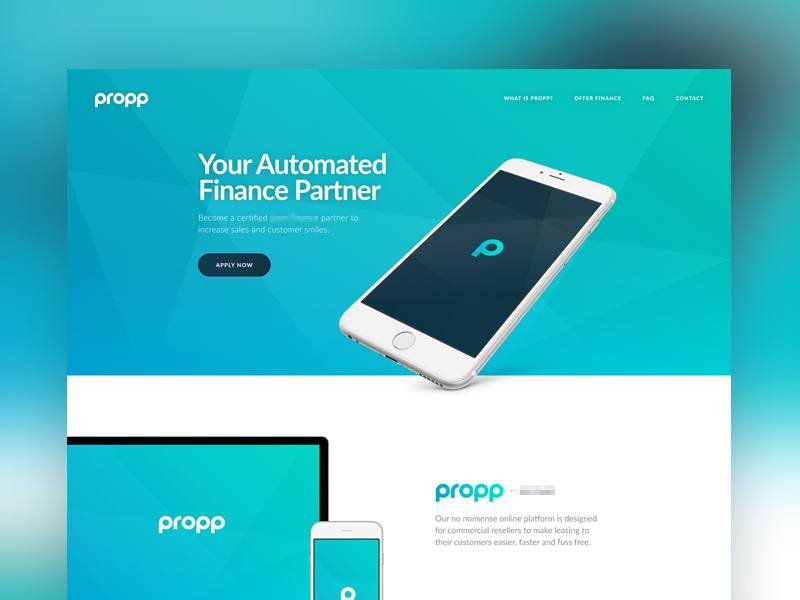 propp
WHAT IS PROPP? OFFER FINANCE FAQ CONTACT
Your Automated
Finance Partner
Become a certified partner to
increase sales and customer smiles.
APPLY NOW
propp
propp
Our no nonsense online platform is designed
for commercial resellers to make leasing to
their customers easier, faster and fuss free.